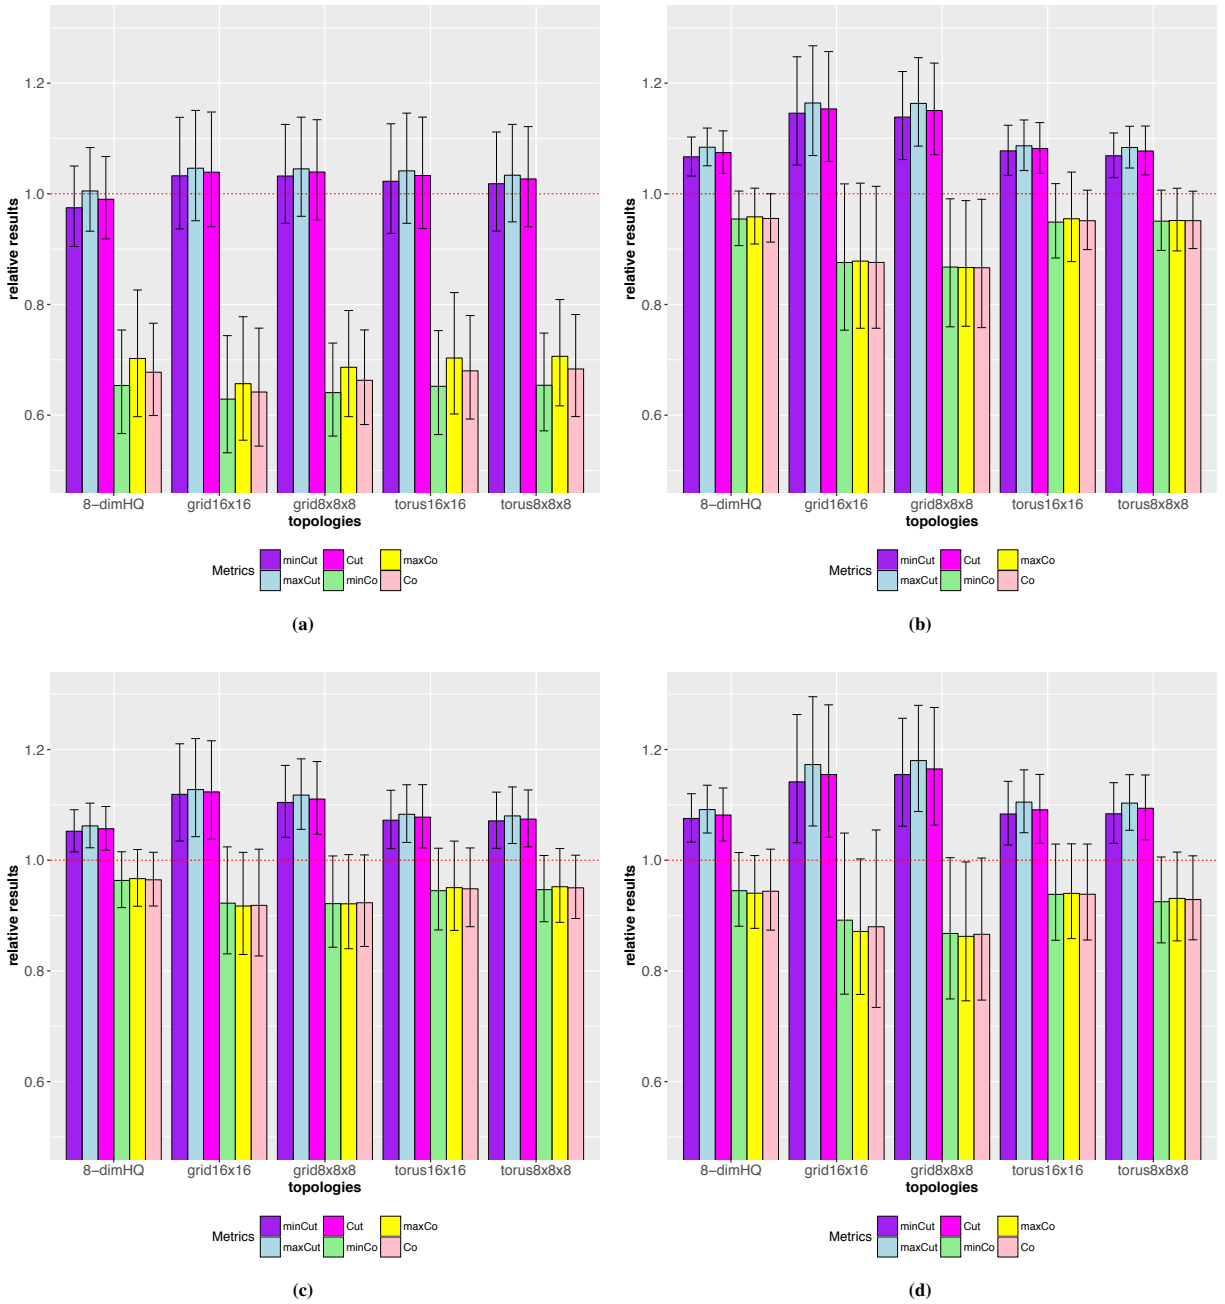 1.2
1.0
0.8
0.6
relative results
8−dimHQ grid16x16 grid8x8x8 torus16x16 torus8x8x8
topologies
Metrics minCut Cut maxCo
maxCut minCo Co
(a)
1.2
1.0
0.8
0.6
relative results
8−dimHQ grid16x16 grid8x8x8 torus16x16 torus8x8x8
topologies
Metrics minCut Cut maxCo
maxCut minCo Co
(b)
1.2
1.0
0.8
0.6
relative results
8−dimHQ grid16x16 grid8x8x8 torus16x16 torus8x8x8
topologies
Metrics minCut Cut maxCo
maxCut minCo Co
(c)
1.2
1.0
0.8
0.6
relative results
8−dimHQ grid16x16 grid8x8x8 torus16x16 torus8x8x8
topologies
Metrics minCut Cut maxCo
maxCut minCo Co
(d)